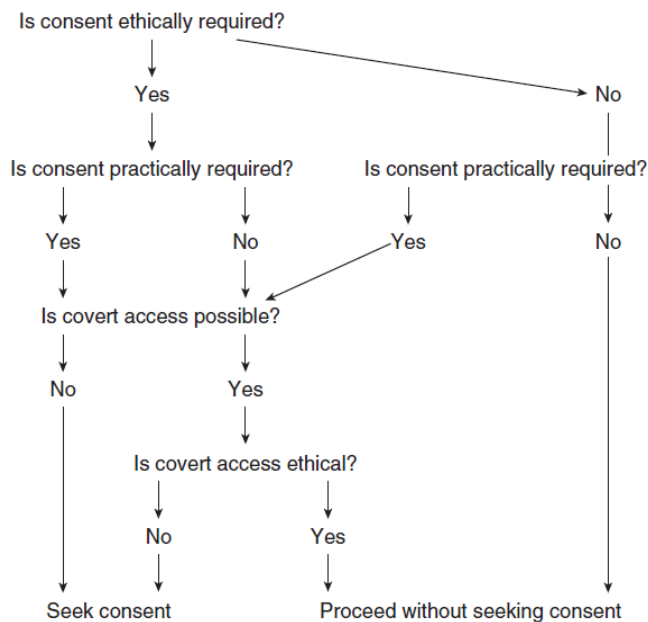 Is consent ethically required?
Yes
No
Is consent practically required?
Is consent practically required?
Yes
No
Yes
No
Is covert access possible?
No
Yes
Is covert access ethical?
No
Yes
Seek consent
Proceed without seeking consent